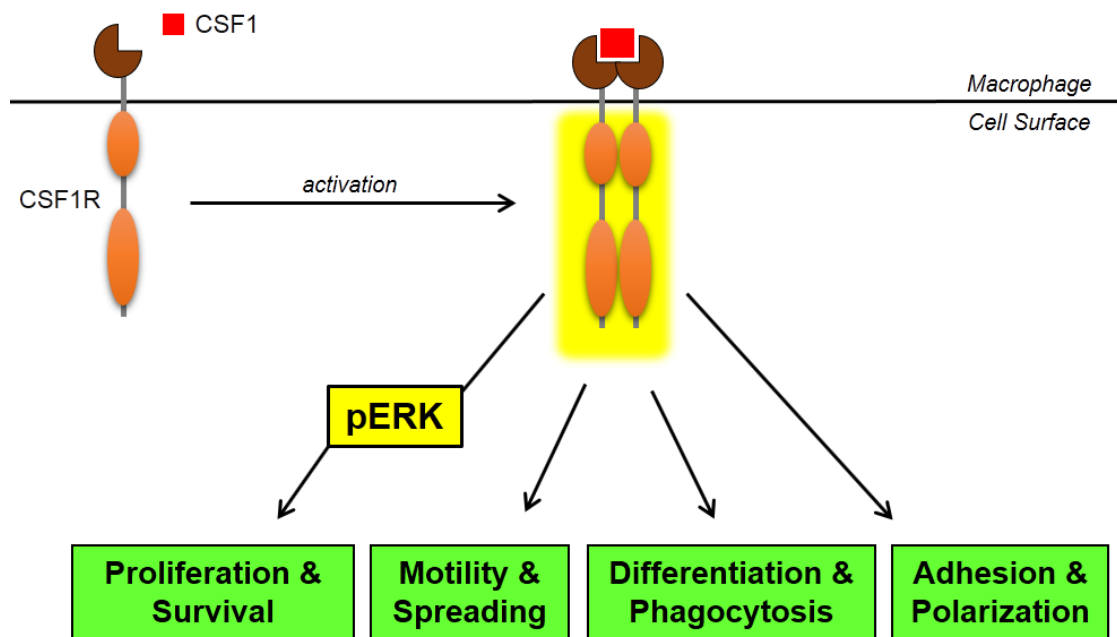 CSF1
Macrophage
Cell Surface
CSF1R
activation
pERK
Proliferation &
Survival
Motility &
Spreading
Differentiation &
Phagocytosis
Adhesion &
Polarization